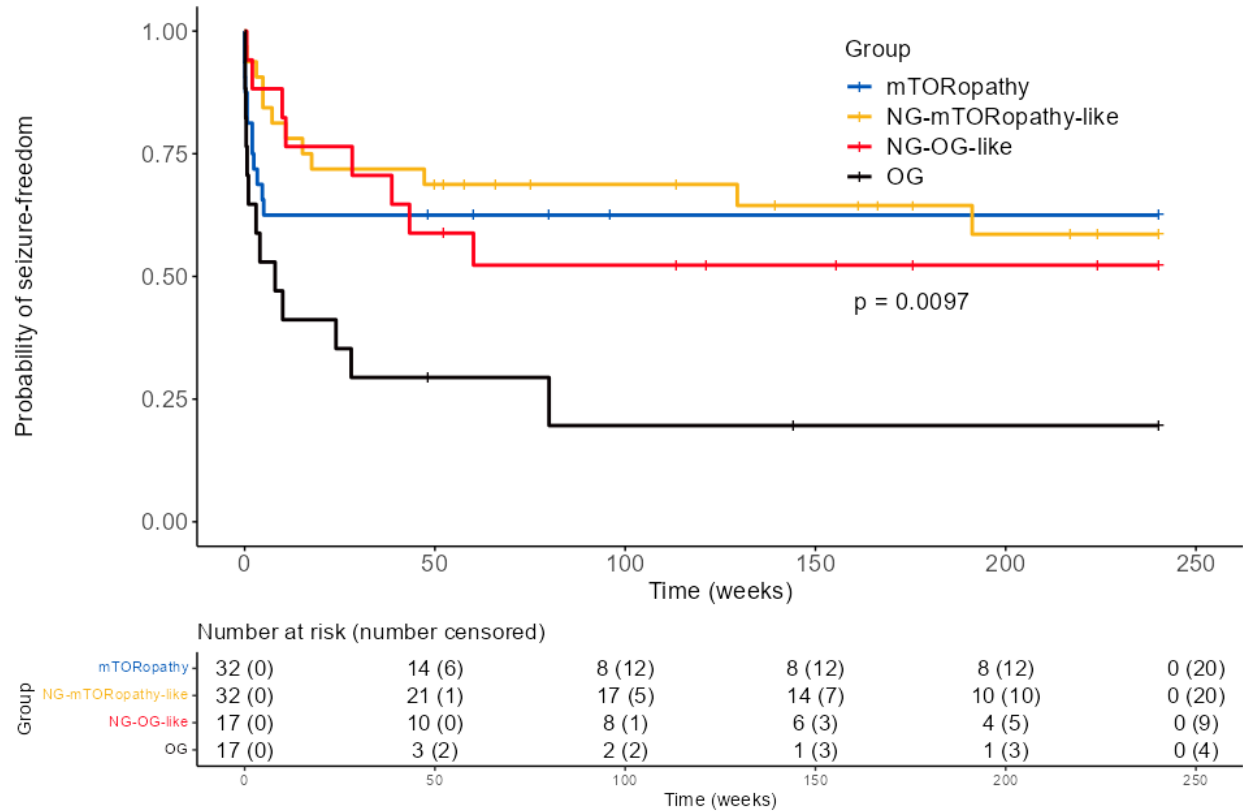 Group
mTORopathy
NG-mTORopathy-like
NG-OG-like
OG
p = 0.0097
Probability of seizure-freedom
1.00
0.75
0.50
0.25
0.00
0 50 100 150 200 250
Time (weeks)
Number at risk (number censored)
Group
mTORopathy 32 (0) 14 (6) 8 (12) 8 (12) 8 (12) 0 (20)
NG-mTORopathy-like 32 (0) 21 (1) 17 (5) 14 (7) 10 (10) 0 (20)
NG-OG-like 17 (0) 10 (0) 8 (1) 6 (3) 4 (5) 0 (9)
OG 17 (0) 3 (2) 2 (2) 1 (3) 1 (3) 0 (4)
0 50 100 150 200 250
Time (weeks)